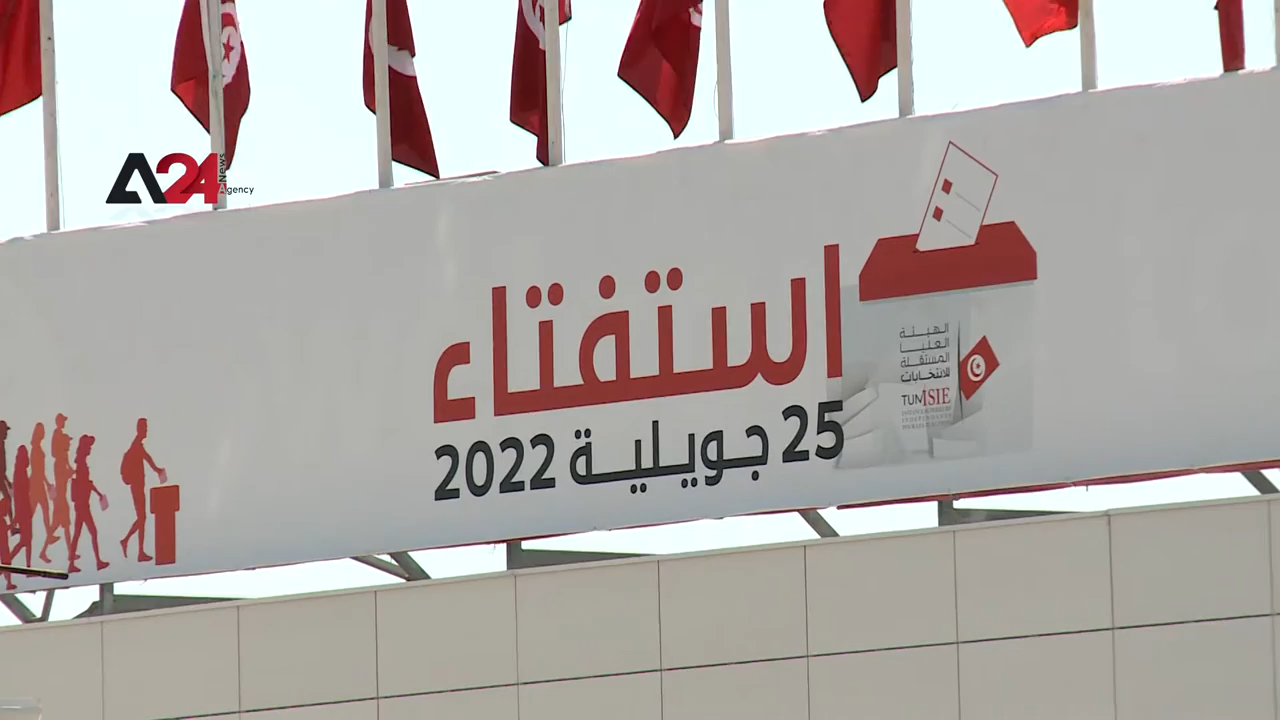 A24 News
Agency
استفتاء
25 جويلية 2022
الهيئة
العليا
المستقلة
للانتخابات
TUNISIE